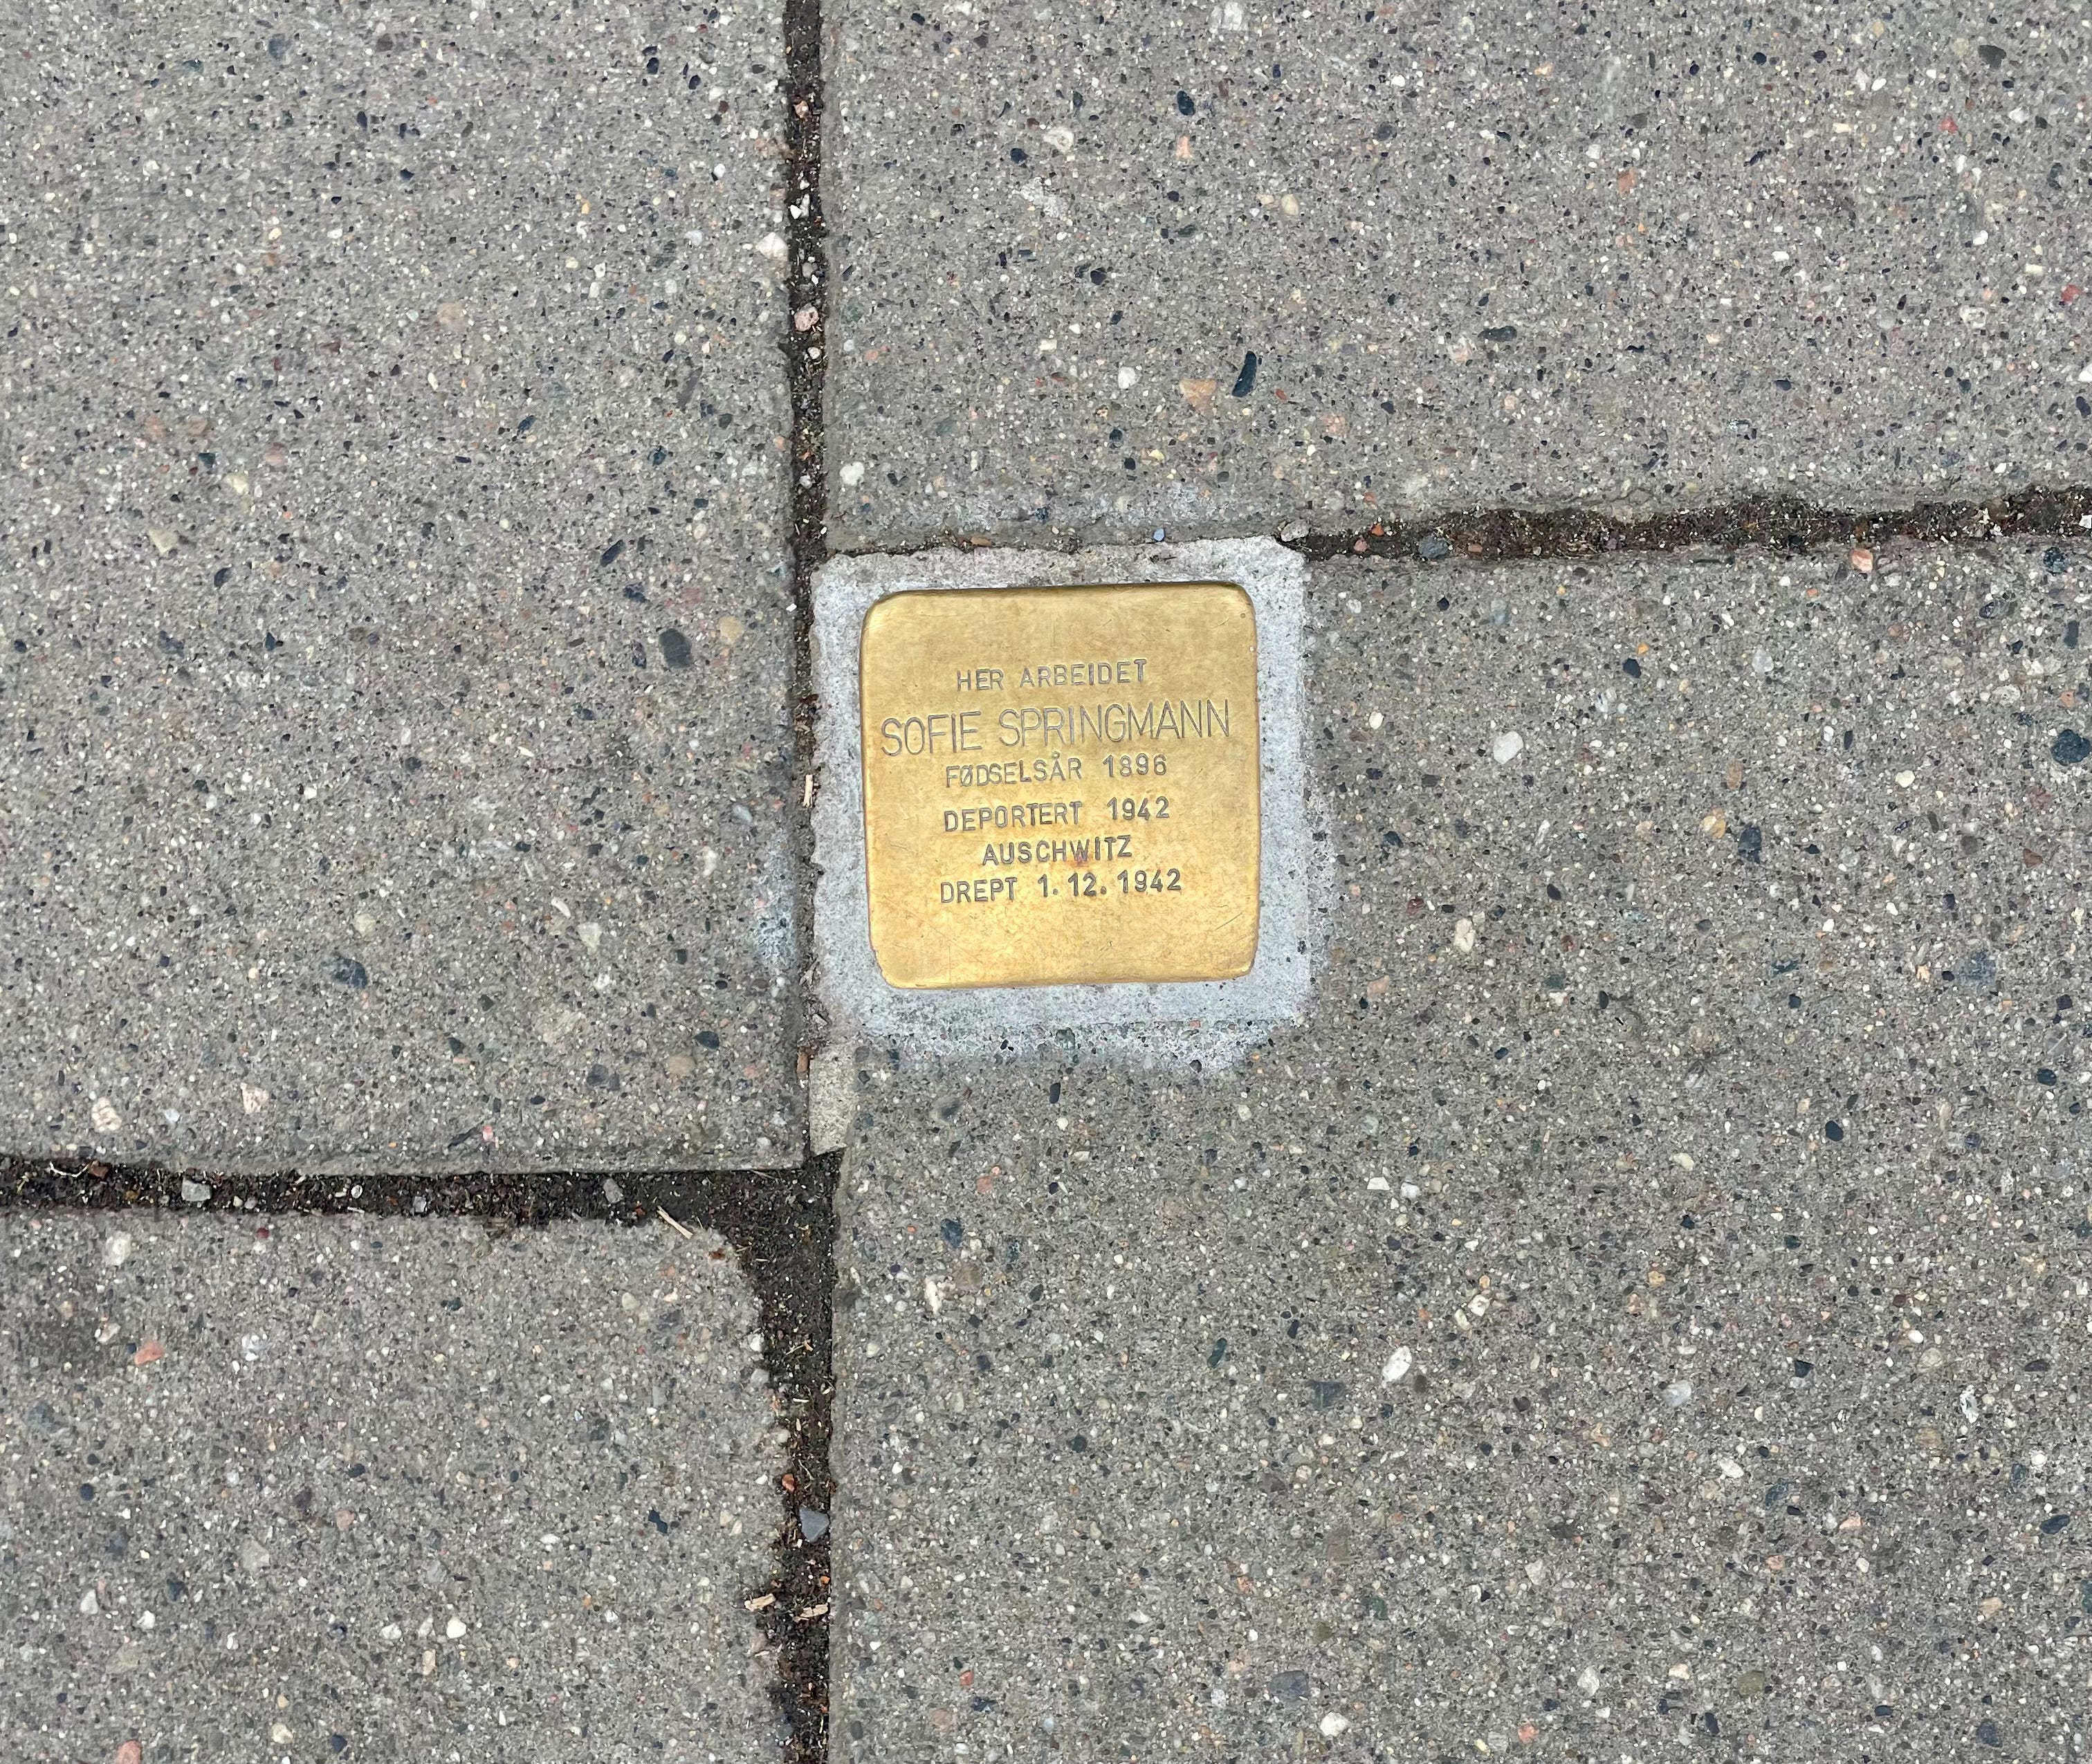 HER ARBEIDET
SOFIE SPRINGMANN
FØDSELSÅR 1896
DEPORTERT 1942
AUSCHWITZ
DREPT 1.12.1942